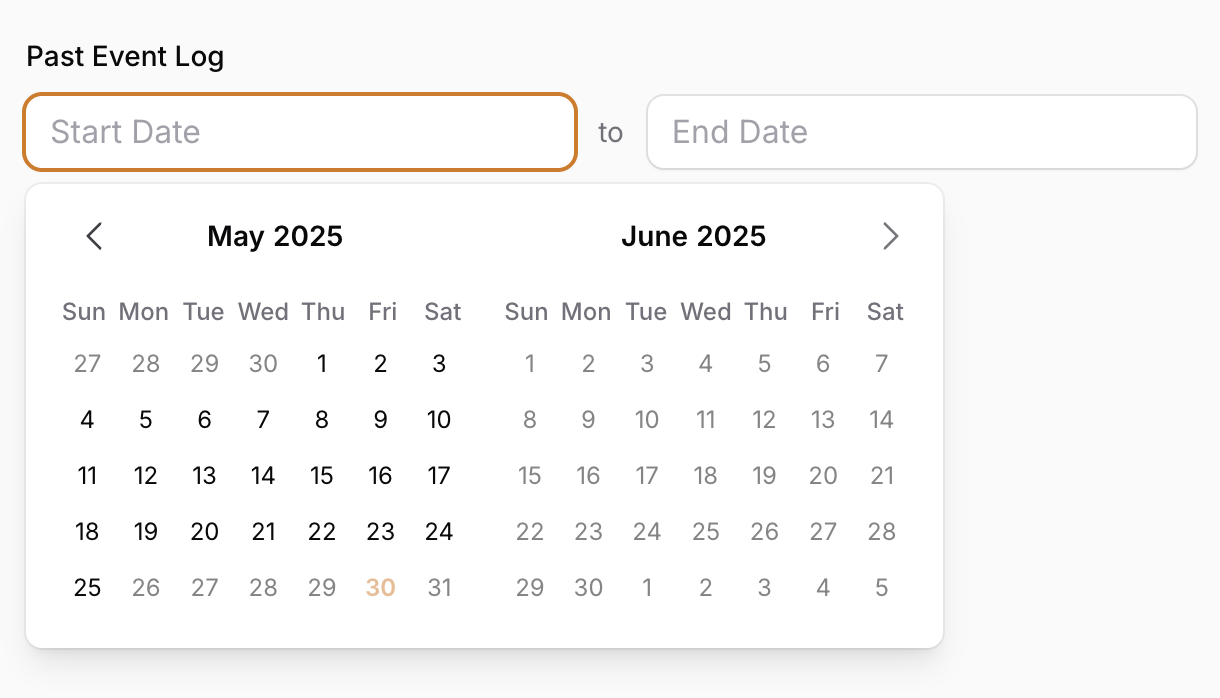 Past Event Log
Start Date to End Date
May 2025 June 2025
Sun Mon Tue Wed Thu Fri Sat Sun Mon Tue Wed Thu Fri Sat
27 28 29 30 1 2 3 1 2 3 4 5 6 7
4 5 6 7 8 9 10 8 9 10 11 12 13 14
11 12 13 14 15 16 17 15 16 17 18 19 20 21
18 19 20 21 22 23 24 22 23 24 25 26 27 28
25 26 27 28 29 30 31 29 30 1 2 3 4 5